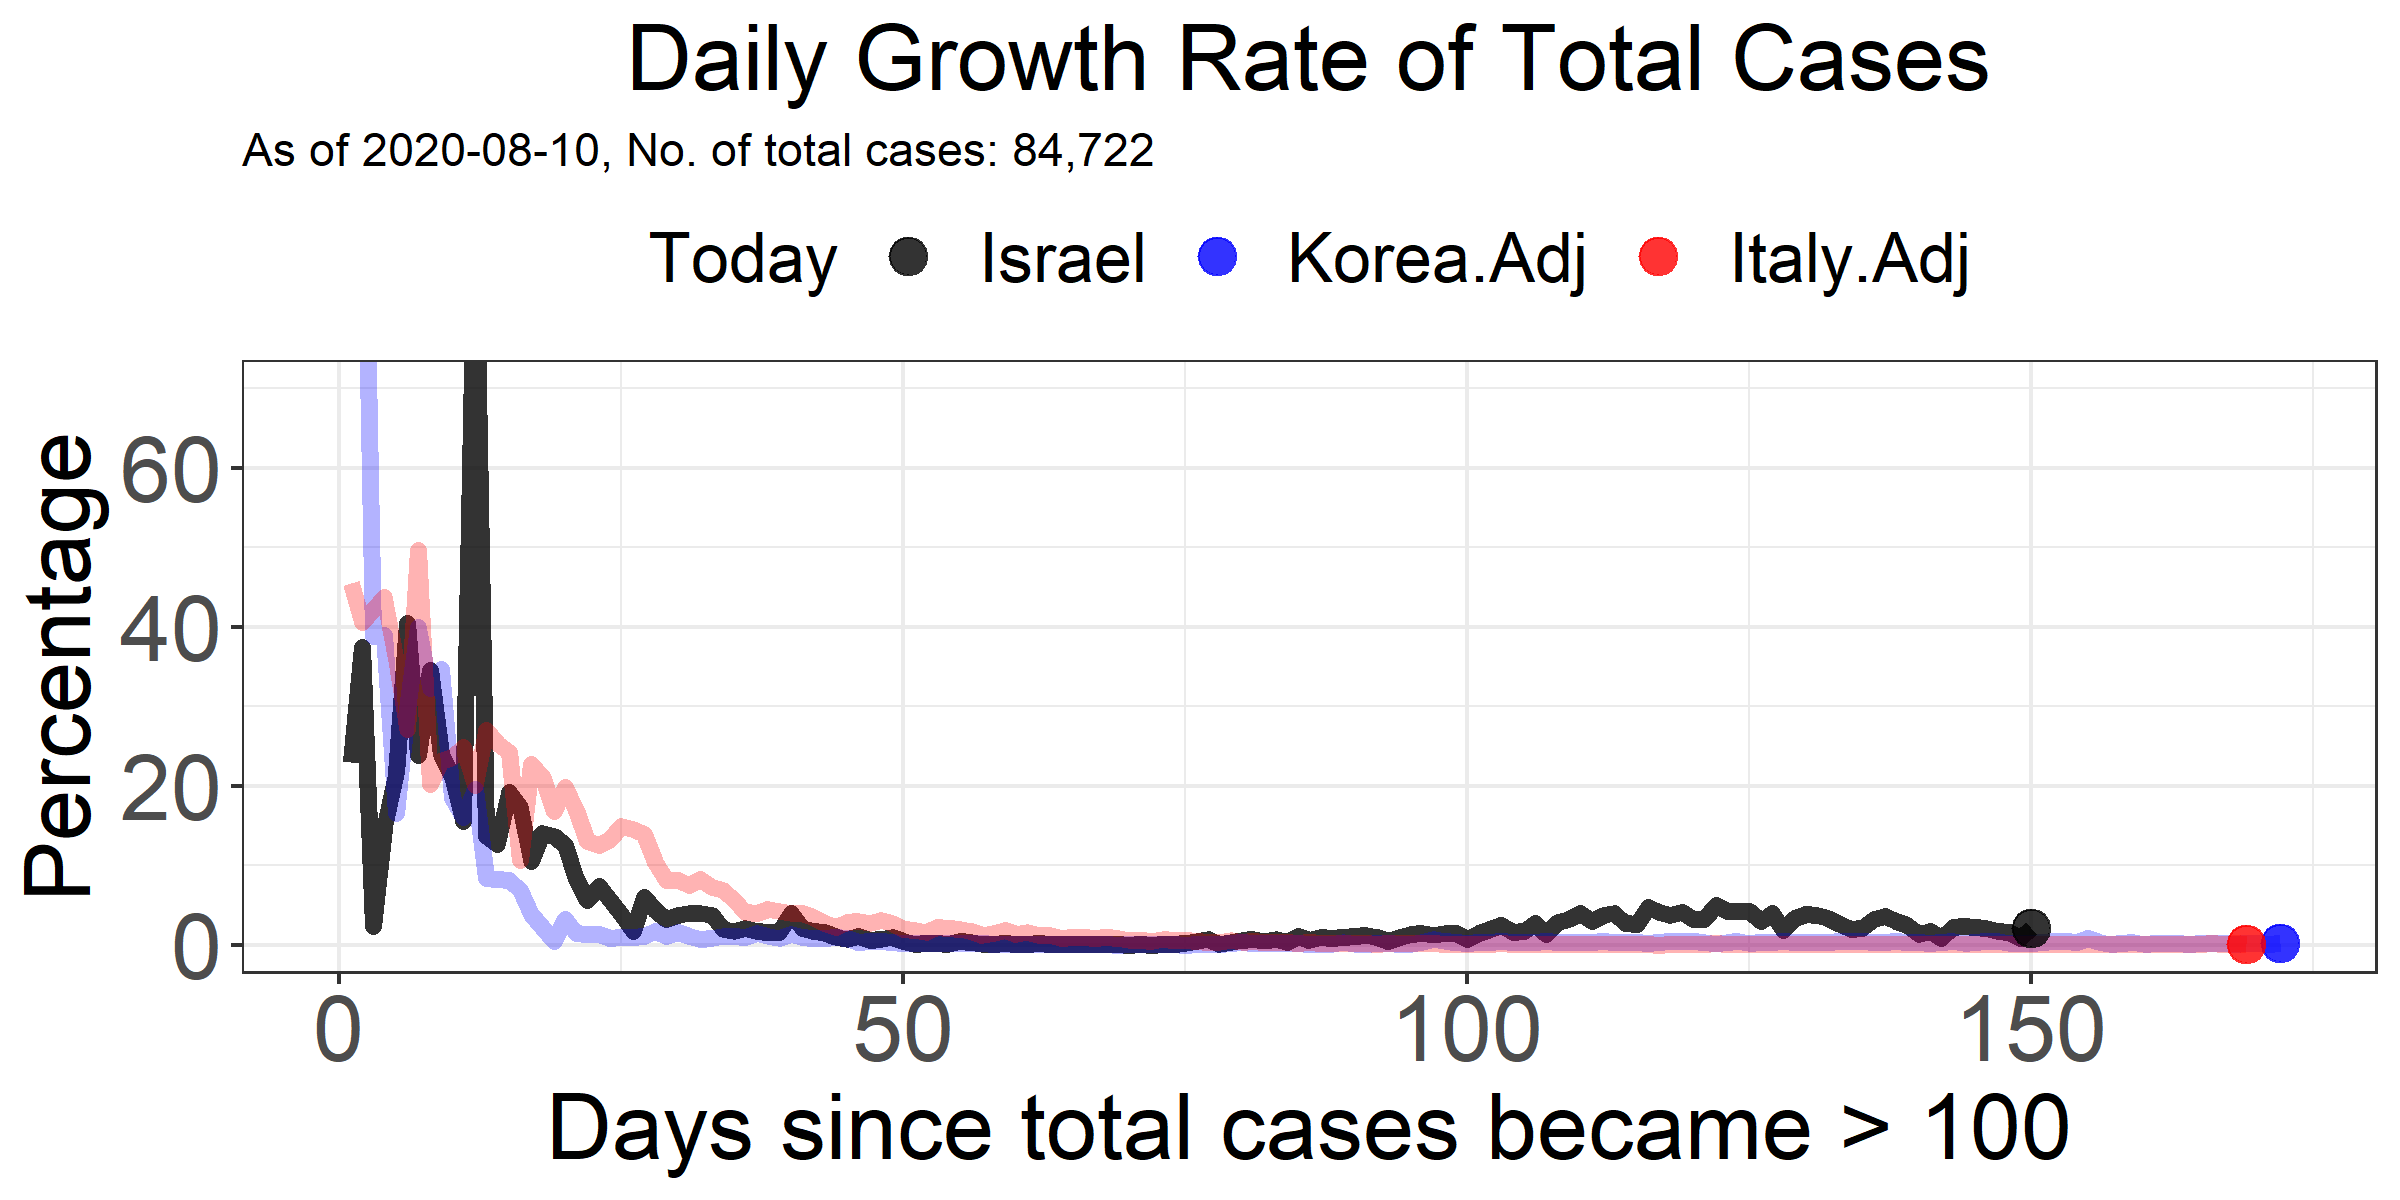 Daily Growth Rate of Total Cases
As of 2020-08-10, No. of total cases: 84,722
Today Israel Korea.Adj Italy.Adj
Percentage
60
40
20
0
0 50 100 150
Days since total cases became > 100